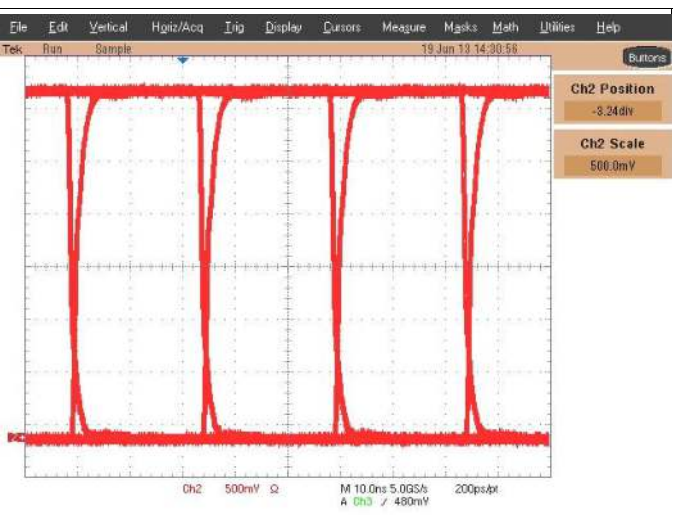 File Edit Vertical Horiz/Acq Trig Display Cursors Measure Masks Math Utilities Help
Tek Run Sample 19 Jun 13 14:30:56
Buttons
Ch2 Position
-3.24div
Ch2 Scale
500.0mV
Ch2 500mV Ω M 10.0ns 5.0GS/s 200ps/pt
A Ch3 / 480mV